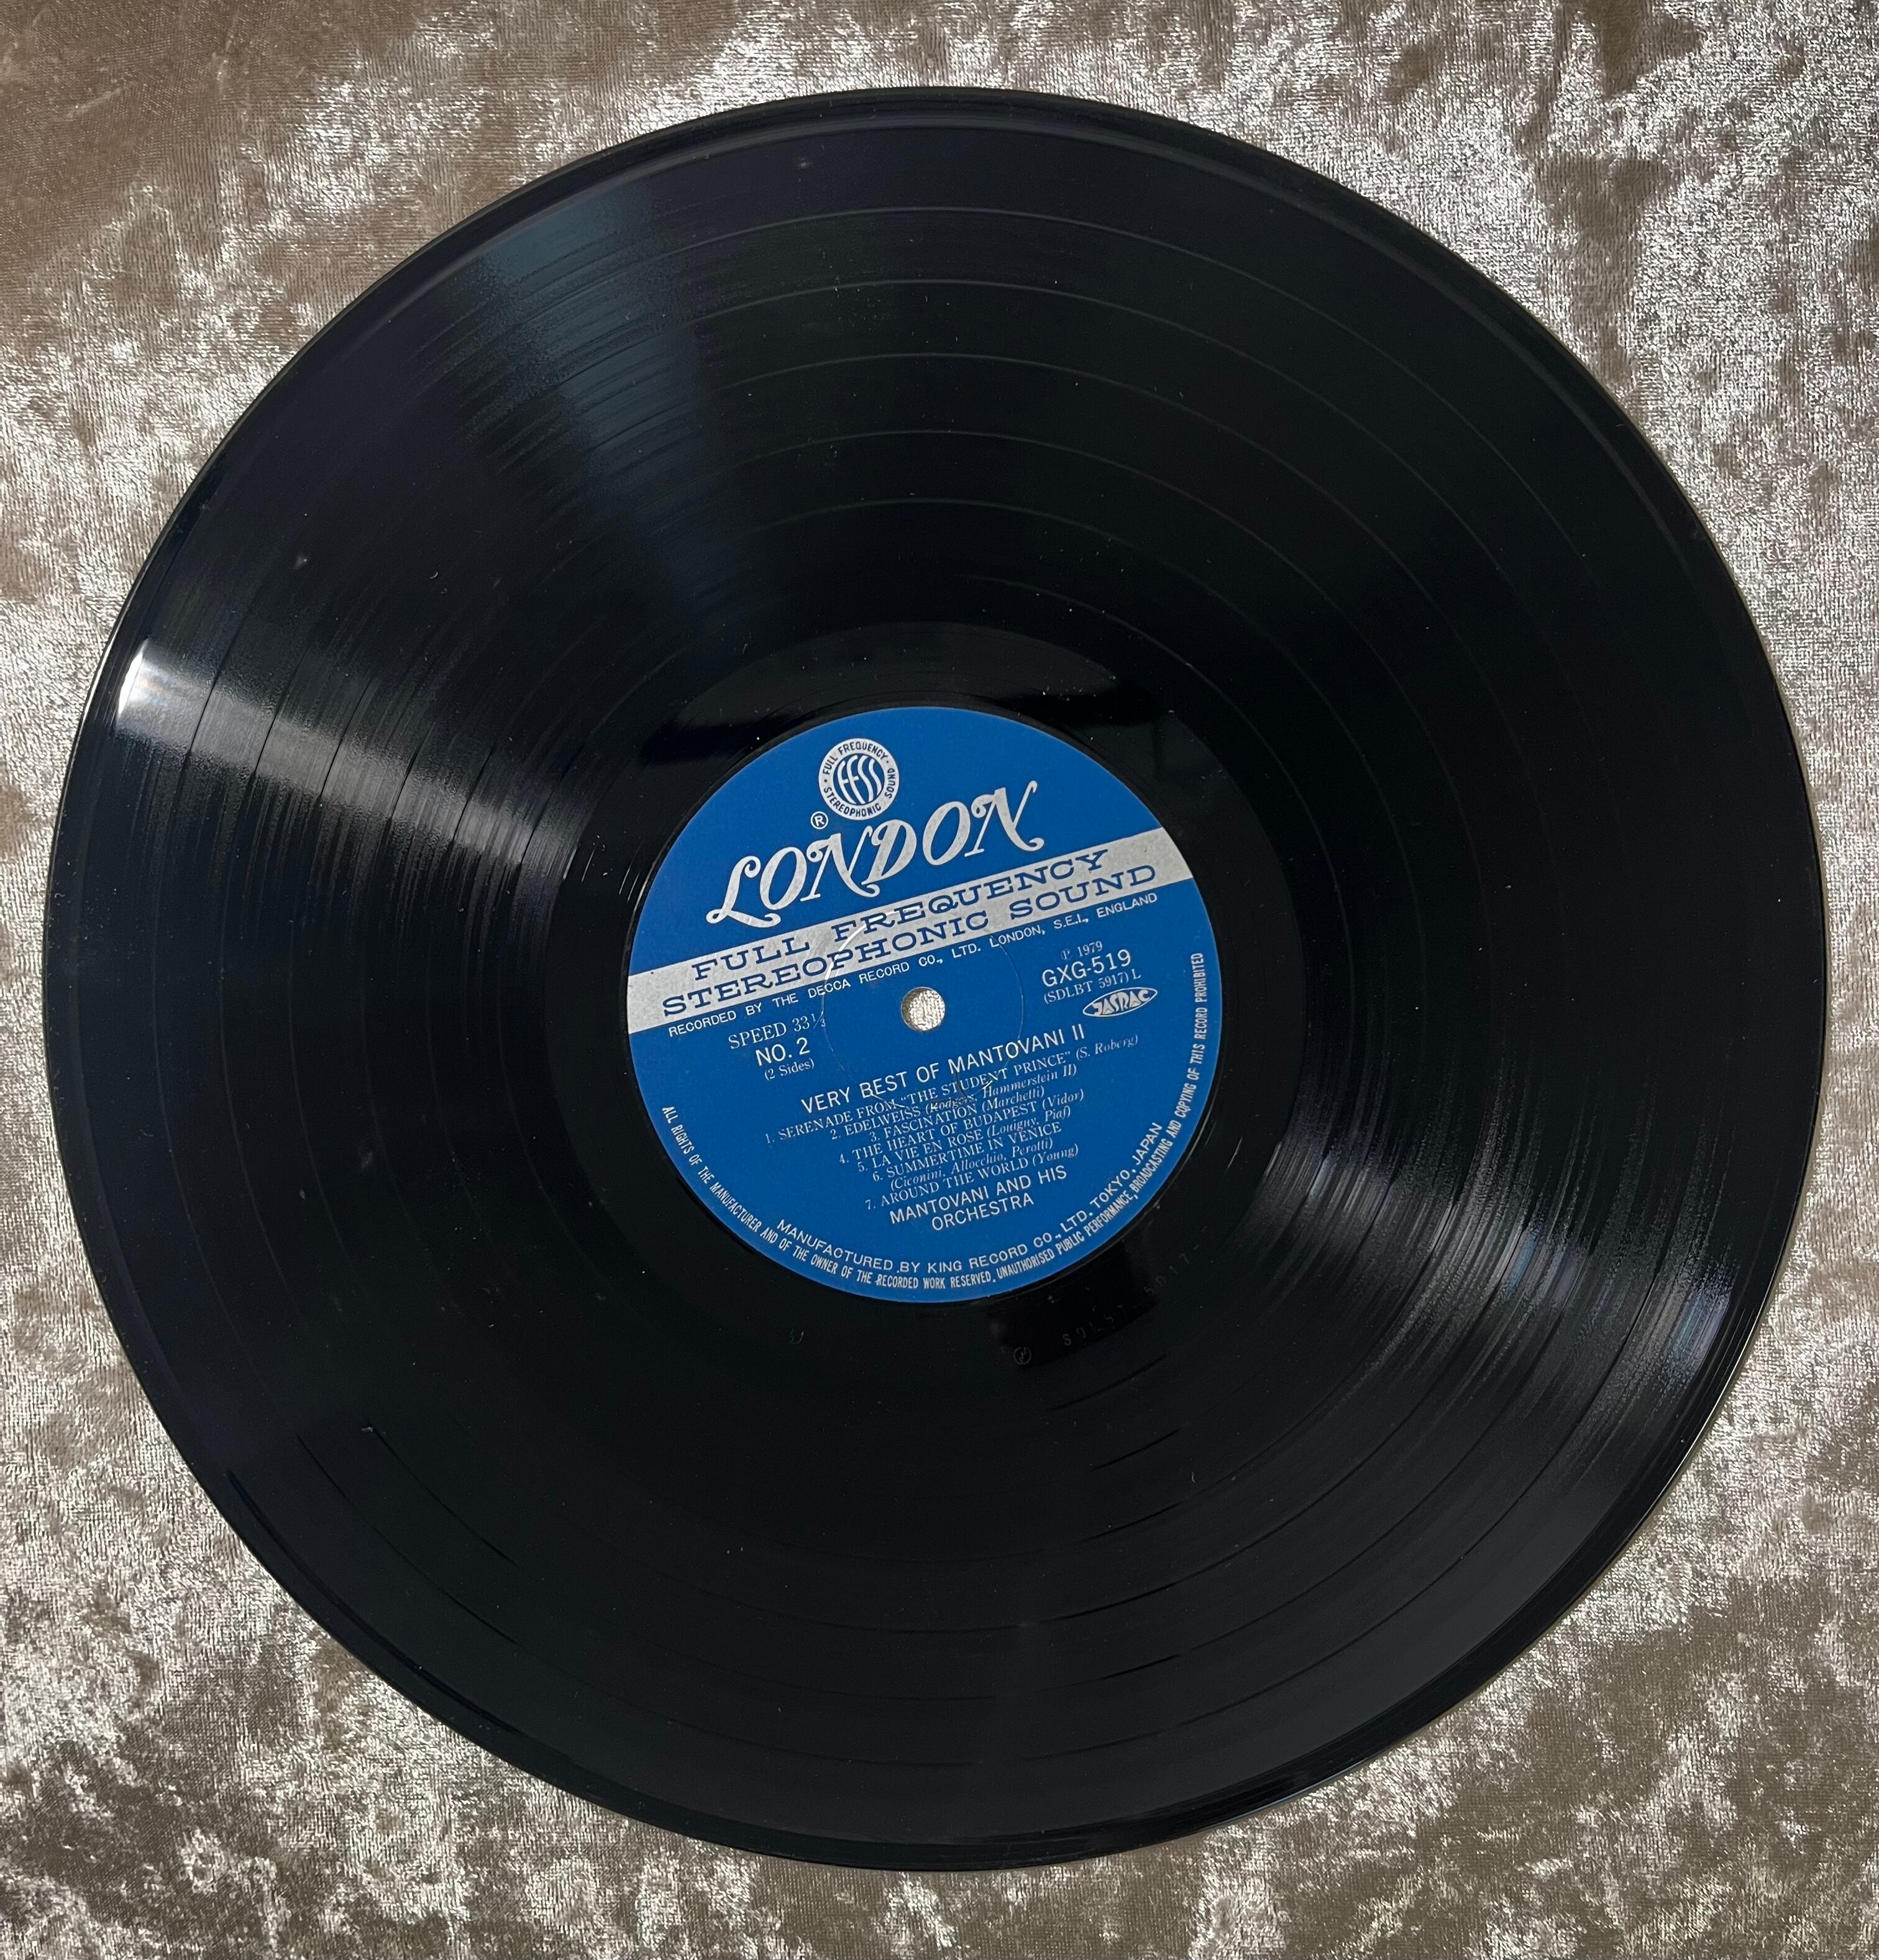 FULL FREQUENCY
FFSS
STEREOPHONIC SOUND
®
LONDON
FULL FREQUENCY
STEREOPHONIC SOUND
RECORDED BY THE DECCA RECORD CO., LTD. LONDON, S.E.I., ENGLAND
SPEED 33⅓
NO. 2
(2 Sides)
Ⓟ 1979
GXG-519
(SDLBT 5917) L
JASRAC
VERY BEST OF MANTOVANI II
1. SERENADE FROM "THE STUDENT PRINCE" (S. Roberg)
2. EDELWEISS (Rodgers, Hammerstein II)
3. FASCINATION (Marchetti)
4. THE HEART OF BUDAPEST (Vidor)
5. LA VIE EN ROSE (Louiguy, Piaf)
6. SUMMERTIME IN VENICE
(Ciconini, Allocchio, Perotti)
7. AROUND THE WORLD (Young)
MANTOVANI AND HIS
ORCHESTRA
MANUFACTURED BY KING RECORD CO., LTD. TOKYO. JAPAN
ALL RIGHTS OF THE MANUFACTURER AND OF THE OWNER OF THE RECORDED WORK RESERVED, UNAUTHORISED PUBLIC PERFORMANCE, BROADCASTING AND COPYING OF THIS RECORD PROHIBITED